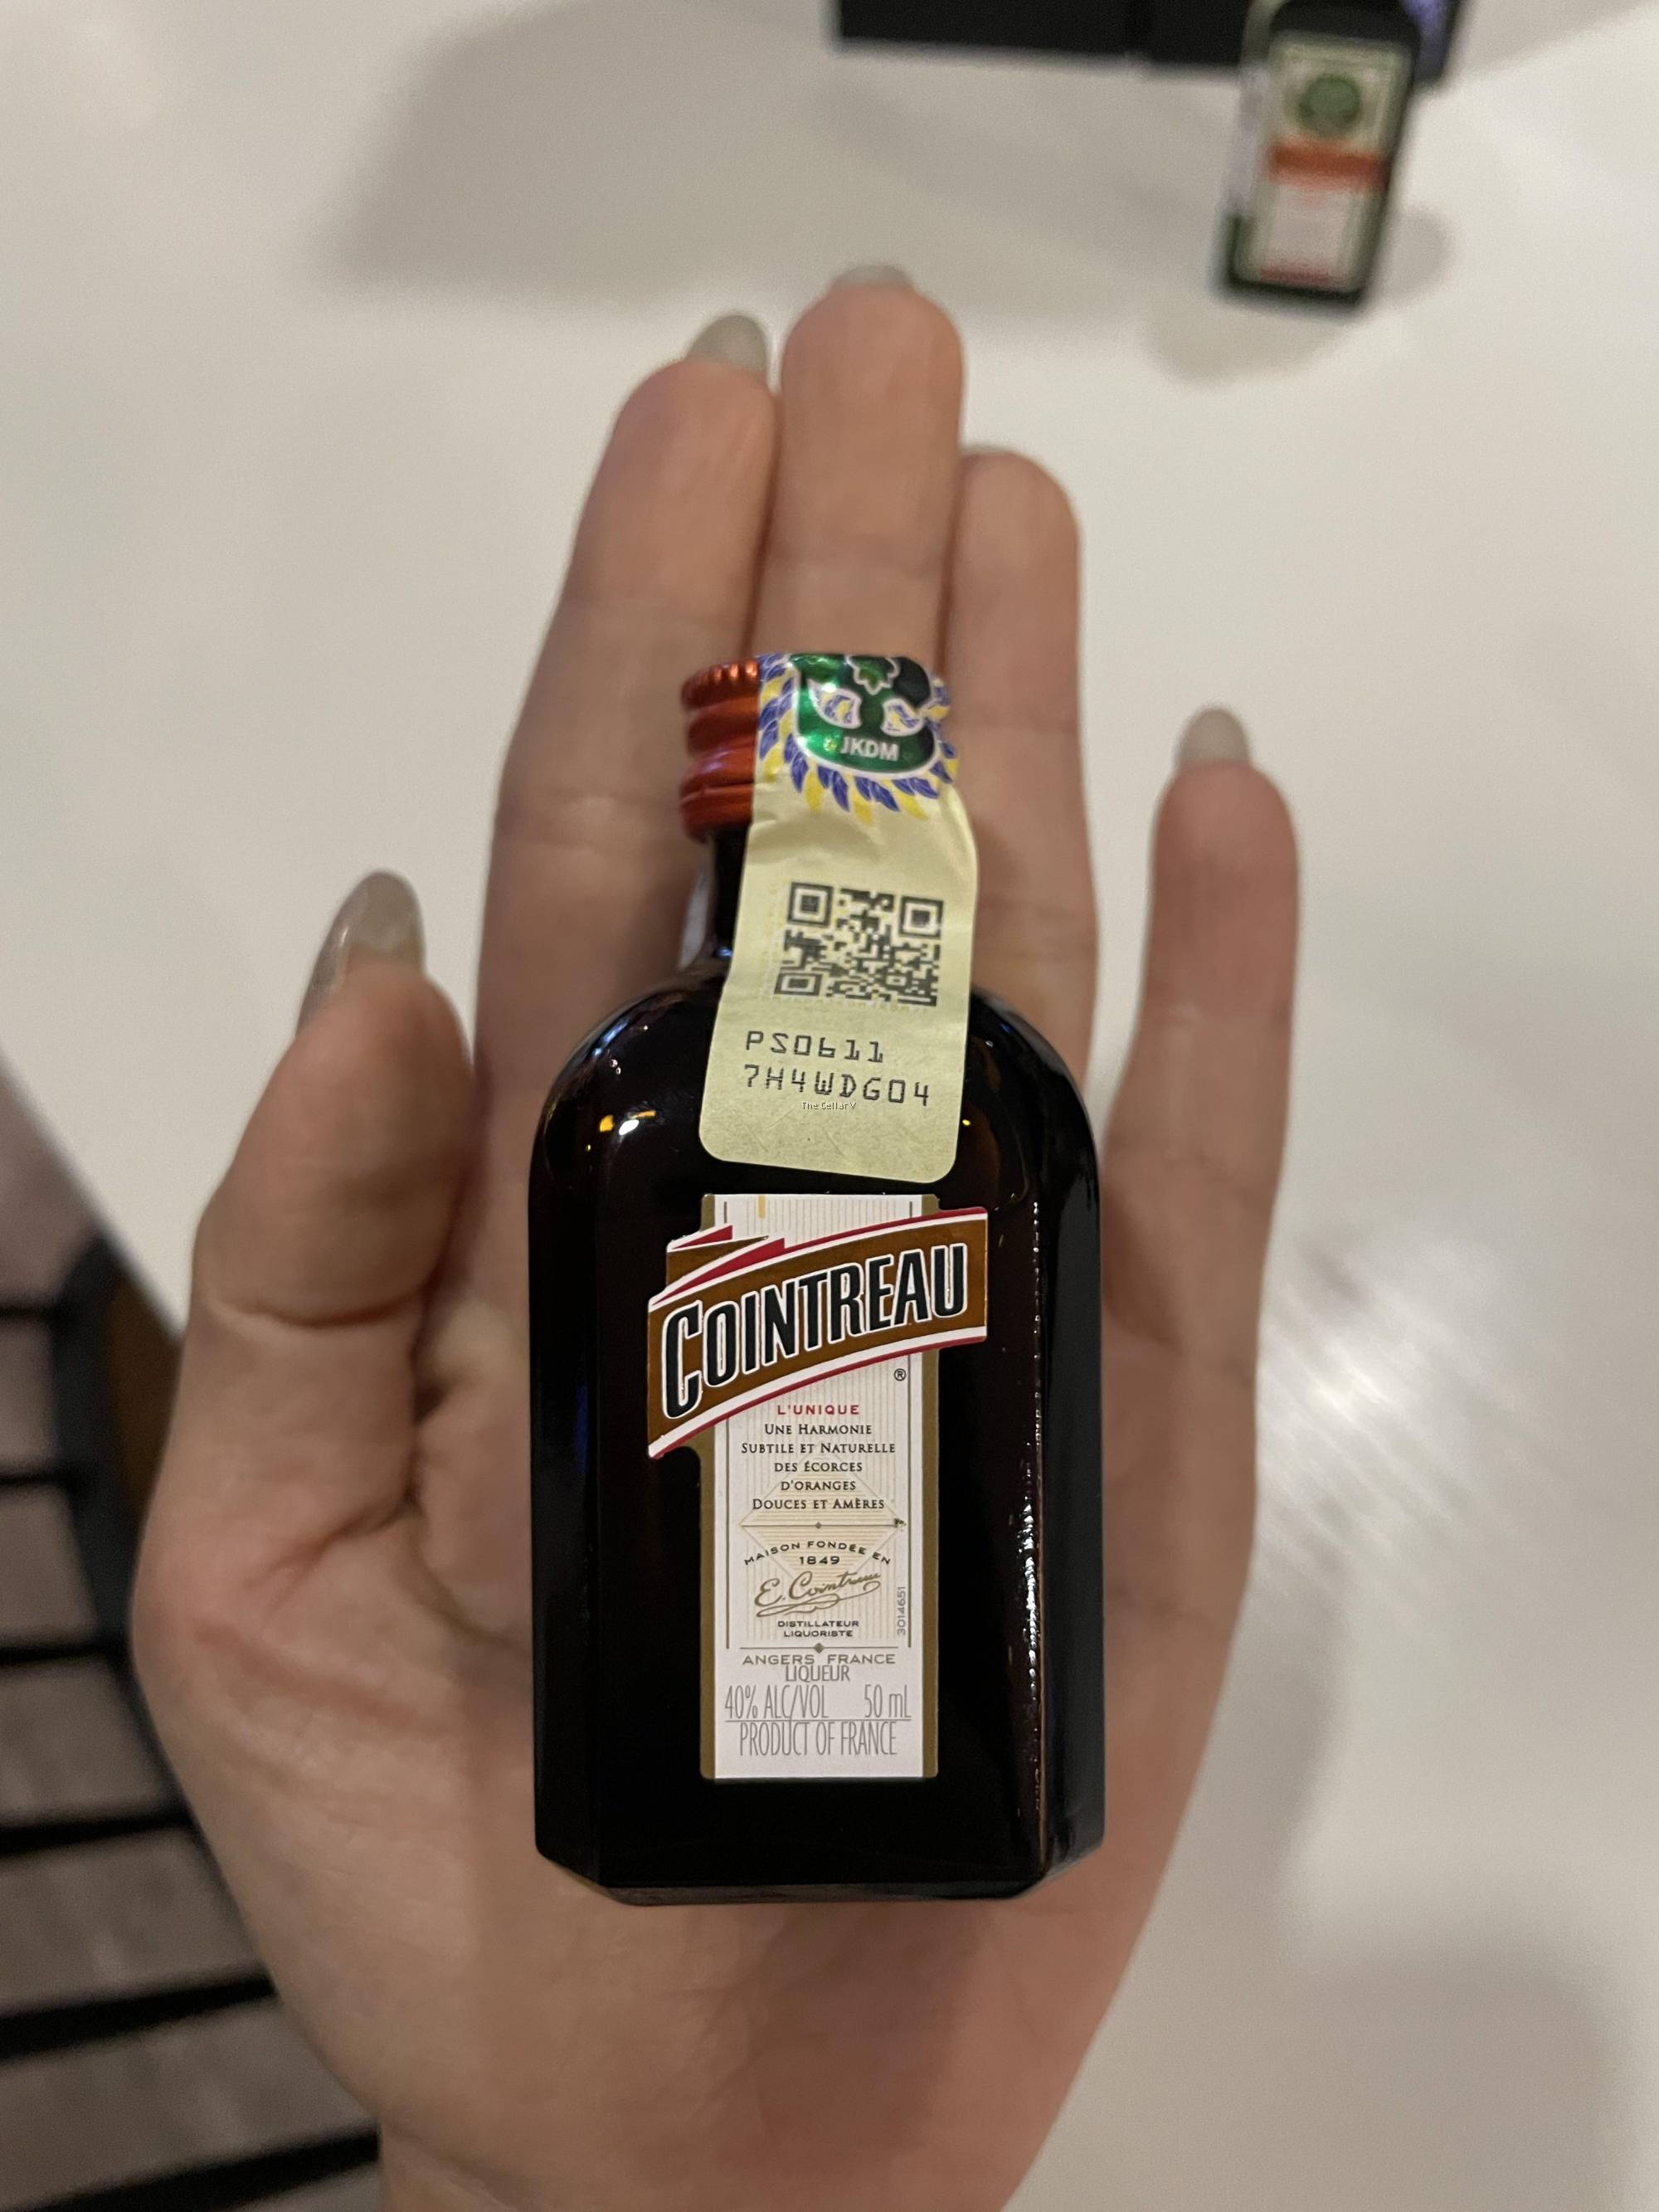 JKDM
PS0611
7H4WDG04
The Cellar V
COINTREAU
®
L'UNIQUE
UNE HARMONIE
SUBTILE ET NATURELLE
DES ÉCORCES
D'ORANGES
DOUCES ET AMÈRES
MAISON FONDÉE EN
1849
E. Cointreau
DISTILLATEUR
LIQUORISTE
3014651
ANGERS FRANCE
LIQUEUR
40% ALC/VOL 50 mL
PRODUCT OF FRANCE